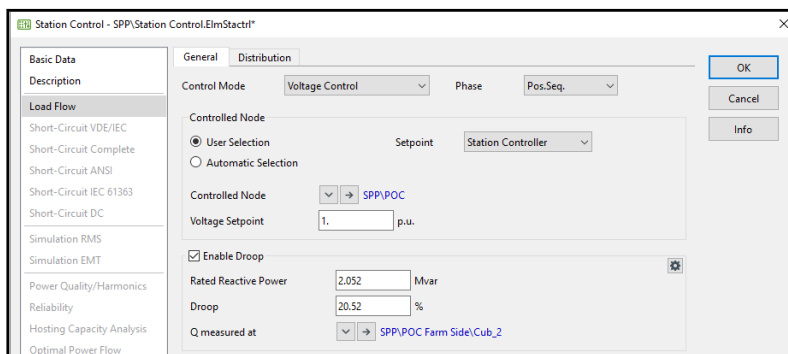 Station Control - SPP\Station Control.ElmStactrl*
Basic Data
Description
Load Flow
Short-Circuit VDE/IEC
Short-Circuit Complete
Short-Circuit ANSI
Short-Circuit IEC 61363
Short-Circuit DC
Simulation RMS
Simulation EMT
Power Quality/Harmonics
Reliability
Hosting Capacity Analysis
Optimal Power Flow
General Distribution
Control Mode Voltage Control Phase Pos.Seq.
Controlled Node
User Selection Setpoint Station Controller
Automatic Selection
Controlled Node SPP\POC
Voltage Setpoint 1. p.u.
Enable Droop
Rated Reactive Power 2.052 Mvar
Droop 20.52 %
Q measured at SPP\POC Farm Side\Cub_2
OK
Cancel
Info